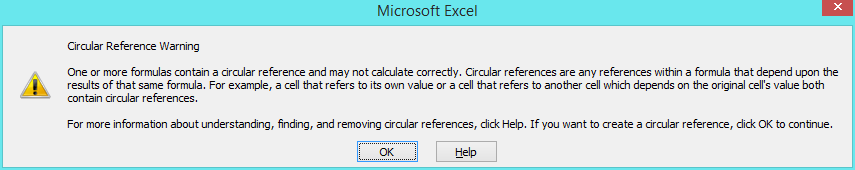 Microsoft Excel
Circular Reference Warning
One or more formulas contain a circular reference and may not calculate correctly. Circular references are any references within a formula that depend upon the
results of that same formula. For example, a cell that refers to its own value or a cell that refers to another cell which depends on the original cell's value both
contain circular references.
For more information about understanding, finding, and removing circular references, click Help. If you want to create a circular reference, click OK to continue.
OK Help